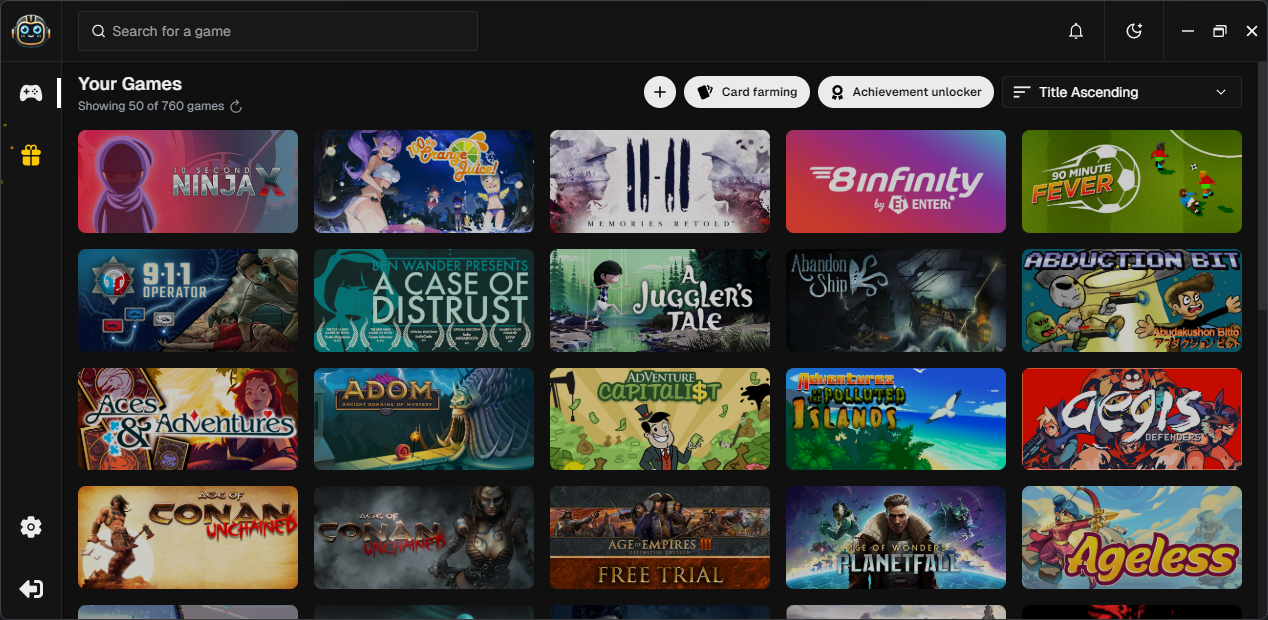 Search for a game
Your Games
Showing 50 of 760 games
Card farming
Achievement unlocker
Title Ascending
10 SECOND
NINJA X
100% Orange Juice!
11-11
MEMORIES RETOLD
8infinity
by EI ENTERi
90 MINUTE
FEVER
9-1-1
OPERATOR
BEN WANDER PRESENTS
A CASE OF
DISTRUST
A
JUGGLER'S
TALE
Abandon
Ship
ABDUCTION BIT
Abudakushon Bitto
アブダクション ビット
Aces
& Adventures
ADOM
ANCIENT DOMAINS OF MYSTERY
ADVENTURE
CAPITALI$T
Adventures
OF THE POLLUTED
ISLANDS
aegis
DEFENDERS
AGE OF
CONAN
UNCHAINED
AGE OF
CONAN
UNCHAINED
AGE OF EMPIRES III
DEFINITIVE EDITION
FREE TRIAL
AGE OF WONDERS
PLANETFALL
Ageless